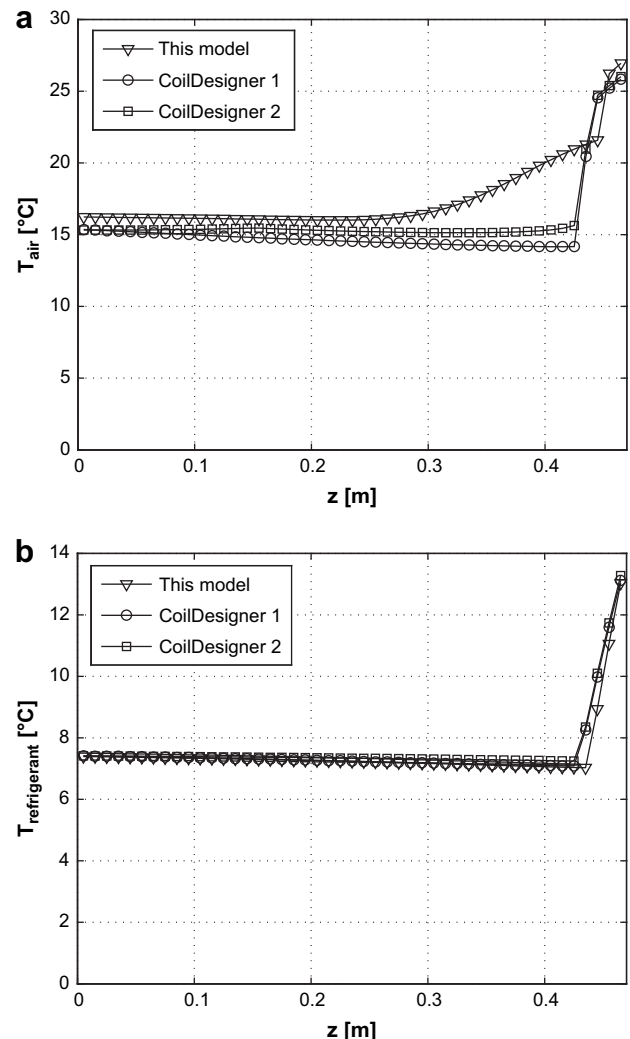 a
30
25
20
15
10
5
0
T_air [°C]
This model
CoilDesigner 1
CoilDesigner 2
0 0.1 0.2 0.3 0.4
z [m]
b
14
12
10
8
6
4
2
0
T_refrigerant [°C]
This model
CoilDesigner 1
CoilDesigner 2
0 0.1 0.2 0.3 0.4
z [m]